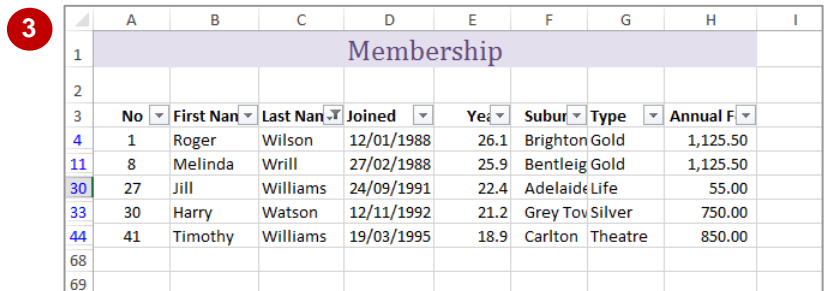 3
A B C D E F G H I
1 Membership
2
3 No First Nan Last Nan Joined Yea Subur Type Annual F
4 1 Roger Wilson 12/01/1988 26.1 Brighton Gold 1,125.50
11 8 Melinda Wrill 27/02/1988 25.9 Bentleig Gold 1,125.50
30 27 Jill Williams 24/09/1991 22.4 Adelaide Life 55.00
33 30 Harry Watson 12/11/1992 21.2 Grey Tow Silver 750.00
44 41 Timothy Williams 19/03/1995 18.9 Carlton Theatre 850.00
68
69